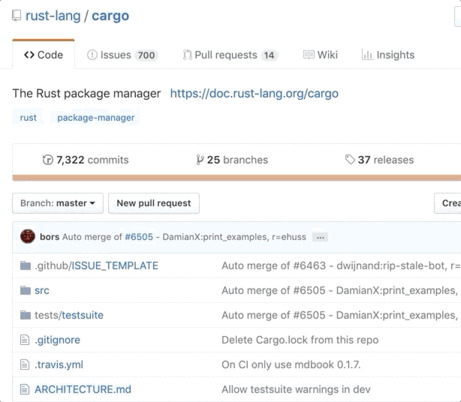 rust-lang / cargo
Code Issues 700 Pull requests 14 Wiki Insights
The Rust package manager https://doc.rust-lang.org/cargo
rust package-manager
7,322 commits 25 branches 37 releases
Branch: master New pull request Crea
bors Auto merge of #6505 - DamianX:print_examples, r=ehuss ...
.github/ISSUE_TEMPLATE Auto merge of #6463 - dwijnand:rip-stale-bot, r=
src Auto merge of #6505 - DamianX:print_examples,
tests/testsuite Auto merge of #6505 - DamianX:print_examples,
.gitignore Delete Cargo.lock from this repo
.travis.yml On CI only use mdbook 0.1.7.
ARCHITECTURE.md Allow testsuite warnings in dev